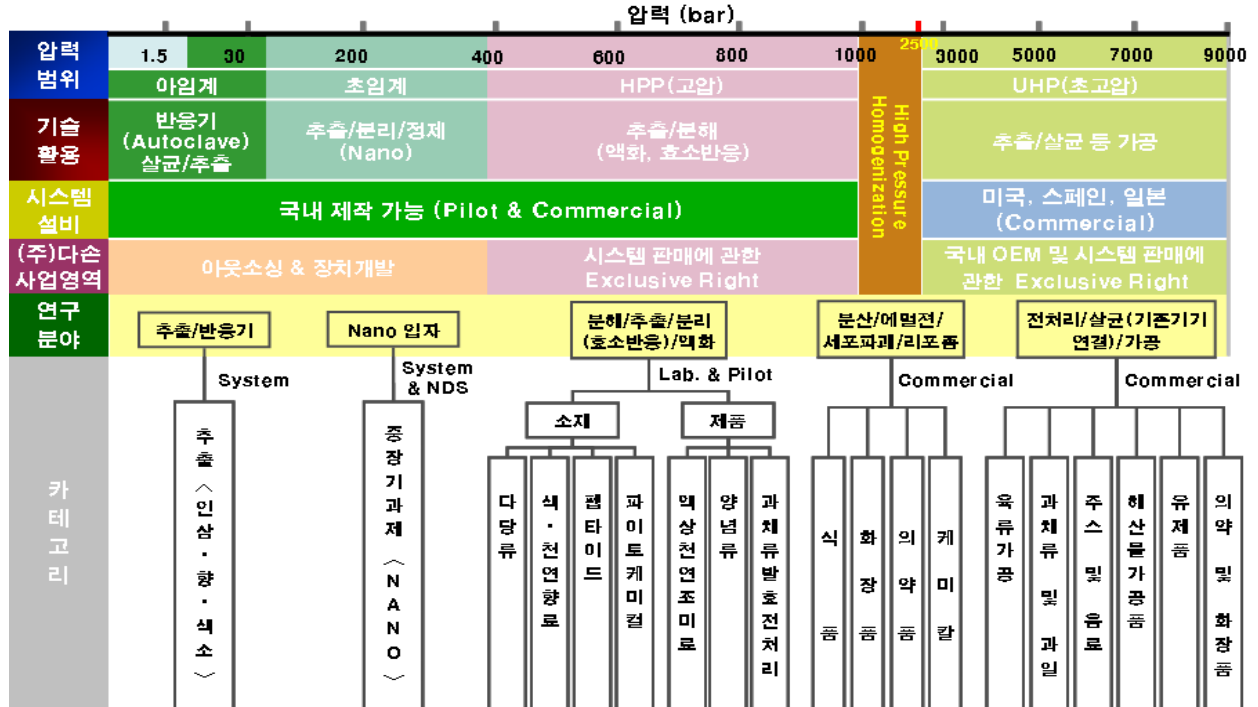 압력 (bar)
압력
범위
1.5 30 200 400 600 800 1000 2500 3000 5000 7000 9000
아임계 초임계 HPP(고압) UHP(초고압)
기술
활용
반응기
(Autoclave)
살균/추출
추출/분리/정제
(Nano)
추출/분해
(액화, 효소반응)
High Pressure
Homogenization
추출/살균 등 가공
시스템
설비
국내 제작 가능 (Pilot & Commercial)
미국, 스페인, 일본
(Commercial)
(주)다손
사업영역
아웃소싱 & 장치개발
시스템 판매에 관한
Exclusive Right
국내 OEM 및 시스템 판매에
관한 Exclusive Right
연구
분야
추출/반응기
Nano 입자
분해/추출/분리
(효소반응)/액화
분산/에멀젼/
세포파괴/리포좀
전처리/살균(기존기기
연결)/가공
카
테
고
리
System
System
& NDS
Lab. & Pilot
Commercial
Commercial
소재
제품
추출<인삼·향·색소>
중장기과제<NANO>
다당류
색·천연향료
펩타이드
파이토케미컬
액상천연조미료
양념류
과채류발효전처리
식품
화장품
의약품
케미칼
육류가공
과채류 및 과일
주스 및 음료
해산물가공품
유제품
의약 및 화장품